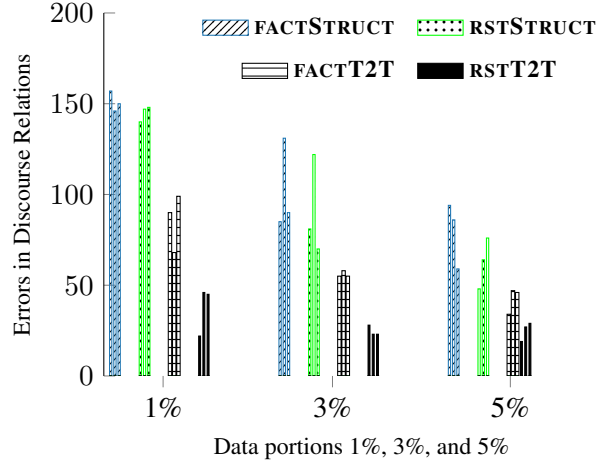 200
150
100
50
0
Errors in Discourse Relations
FACTSTRUCT RSTSTRUCT
FACTT2T RSTT2T
1% 3% 5%
Data portions 1%, 3%, and 5%